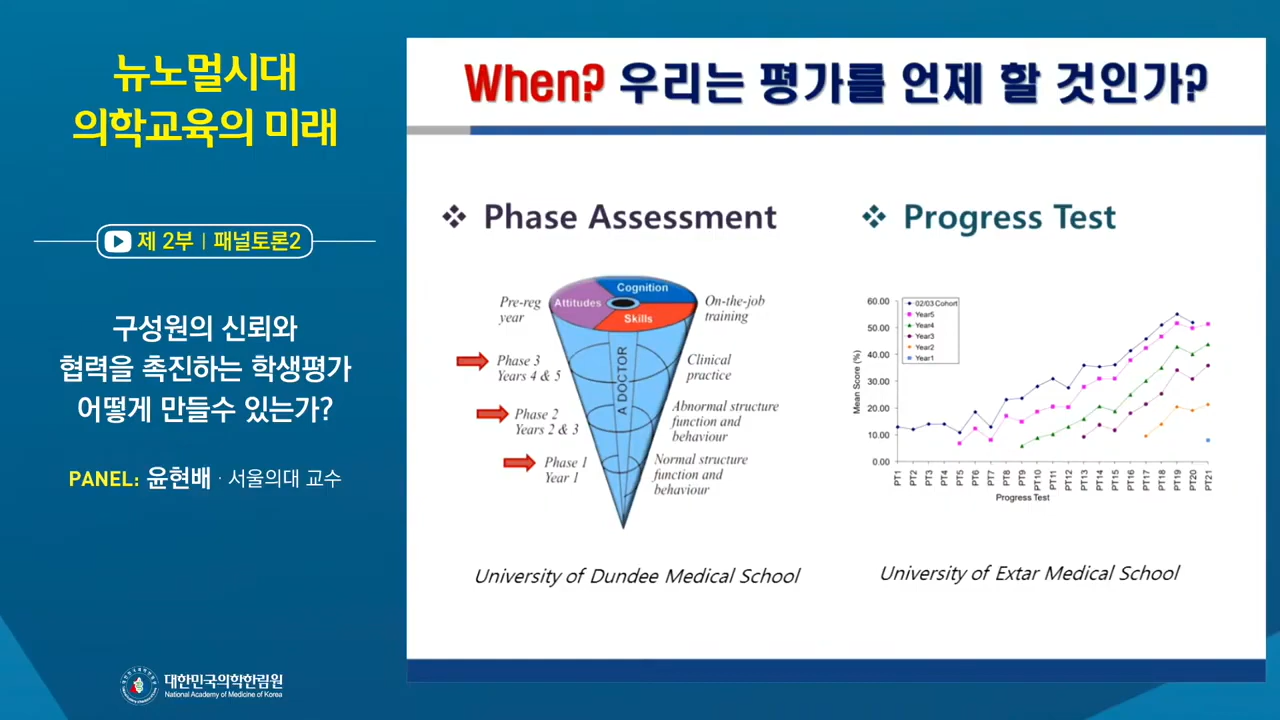 뉴노멀시대
의학교육의 미래
제 2부 | 패널토론2
구성원의 신뢰와
협력을 촉진하는 학생평가
어떻게 만들수 있는가?
PANEL: 윤현배 · 서울의대 교수
대한민국의학한림원
National Academy of Medicine of Korea
When? 우리는 평가를 언제 할 것인가?
❖ Phase Assessment
Attitudes
Cognition
Skills
A DOCTOR
Pre-reg
year
On-the-job
training
Phase 3
Years 4 & 5
Clinical
practice
Phase 2
Years 2 & 3
Abnormal structure
function and
behaviour
Phase 1
Year 1
Normal structure
function and
behaviour
University of Dundee Medical School
❖ Progress Test
60.00
50.00
40.00
30.00
20.00
10.00
0.00
Mean Score (%)
02/03 Cohort
Year5
Year4
Year3
Year2
Year1
PT1
PT2
PT3
PT4
PT5
PT6
PT7
PT8
PT9
PT10
PT11
PT12
PT13
PT14
PT15
PT16
PT17
PT18
PT19
PT20
PT21
Progress Test
University of Extar Medical School